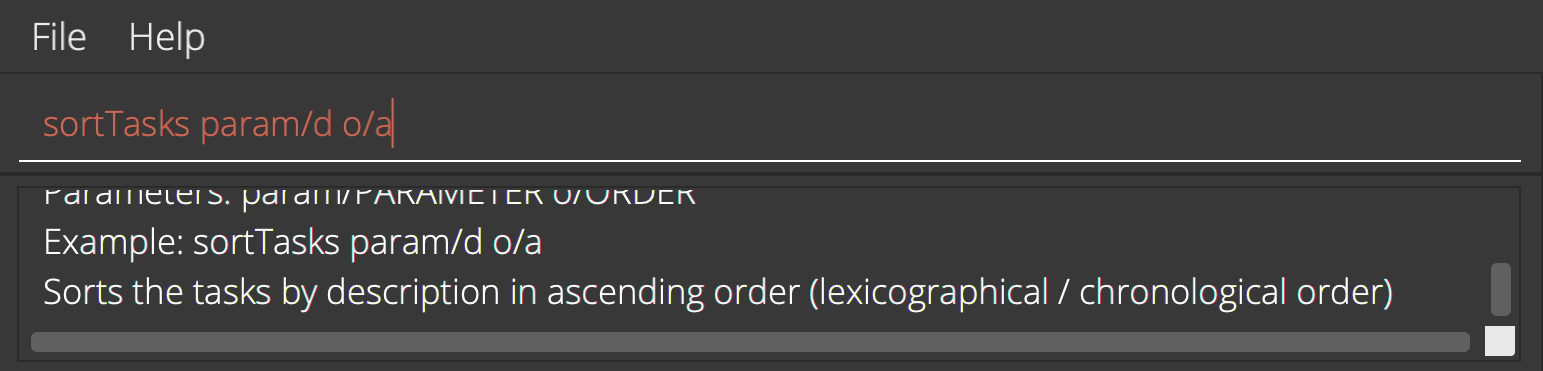 File Help
sortTasks param/d o/a
Parameters: param/PARAMETER o/ORDER
Example: sortTasks param/d o/a
Sorts the tasks by description in ascending order (lexicographical / chronological order)